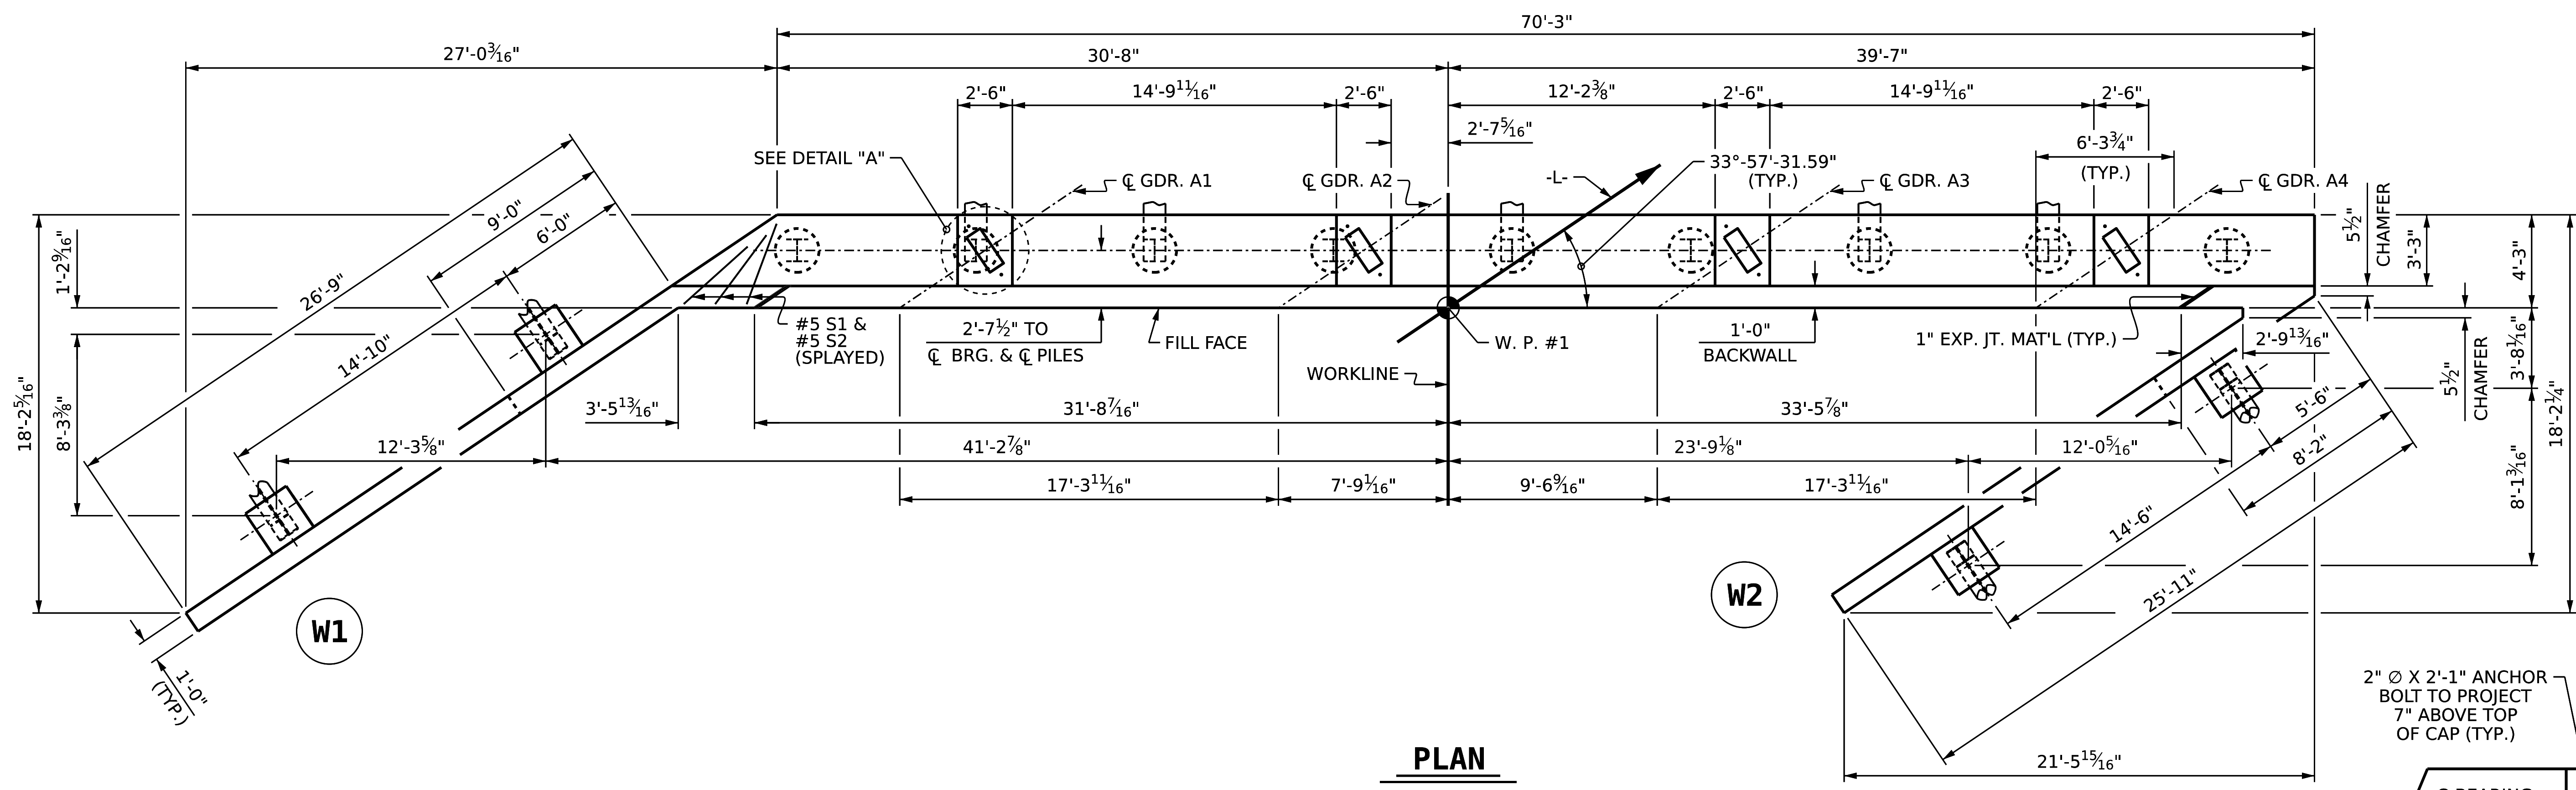 70'-3"
27'-0 3/16"
30'-8"
39'-7"
2'-6"
14'-9 11/16"
2'-6"
12'-2 3/8"
2'-6"
14'-9 11/16"
2'-6"
2'-7 5/16"
6'-3 3/4"
(TYP.)
SEE DETAIL "A"
℄ GDR. A1
℄ GDR. A2
-L-
33°-57'-31.59"
(TYP.)
℄ GDR. A3
℄ GDR. A4
5 1/2"
CHAMFER
3'-3"
4'-3"
9'-0"
6'-0"
1'-2 9/16"
26'-9"
14'-10"
18'-2 5/16"
8'-3 3/8"
#5 S1 &
#5 S2
(SPLAYED)
2'-7 1/2" TO
℄ BRG. & ℄ PILES
FILL FACE
W. P. #1
WORKLINE
1'-0"
BACKWALL
1" EXP. JT. MAT'L (TYP.)
2'-9 13/16"
5 1/2"
CHAMFER
3'-8 1/16"
18'-2 1/4"
3'-5 13/16"
31'-8 7/16"
33'-5 7/8"
5'-6"
8'-2"
12'-3 5/8"
41'-2 7/8"
23'-9 1/8"
12'-0 5/16"
17'-3 11/16"
7'-9 1/16"
9'-6 9/16"
17'-3 11/16"
8'-1 3/16"
14'-6"
25'-11"
W1
W2
1'-0"
(TYP.)
2" Ø X 2'-1" ANCHOR
BOLT TO PROJECT
7" ABOVE TOP
OF CAP (TYP.)
PLAN
21'-5 15/16"